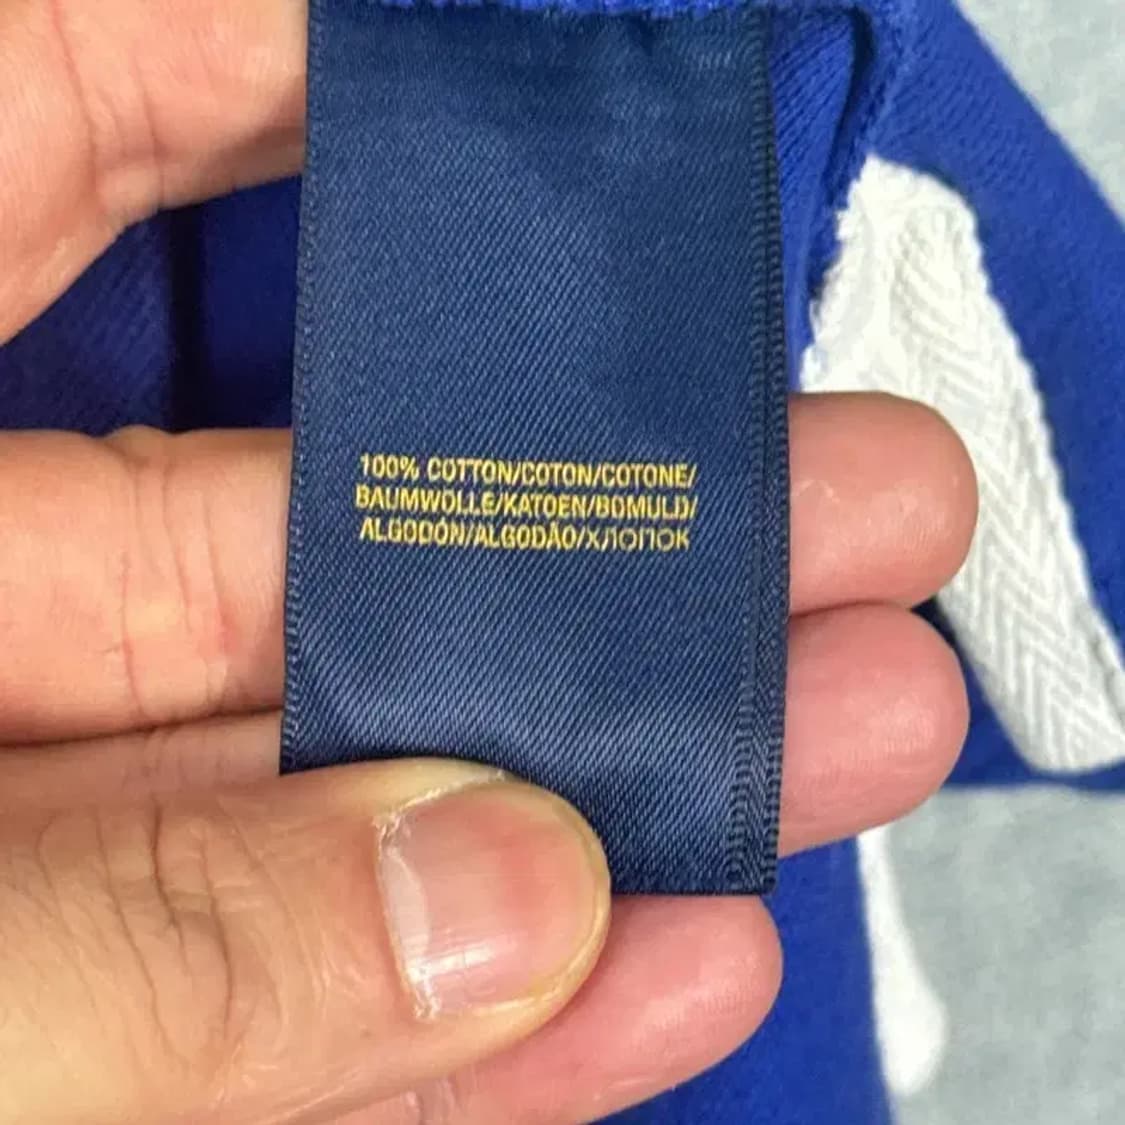 100% COTTON/COTON/COTONE/
BAUMWOLLE/KATOEN/BOMULD/
ALGODÓN/ALGODÃO/ХЛОПОК